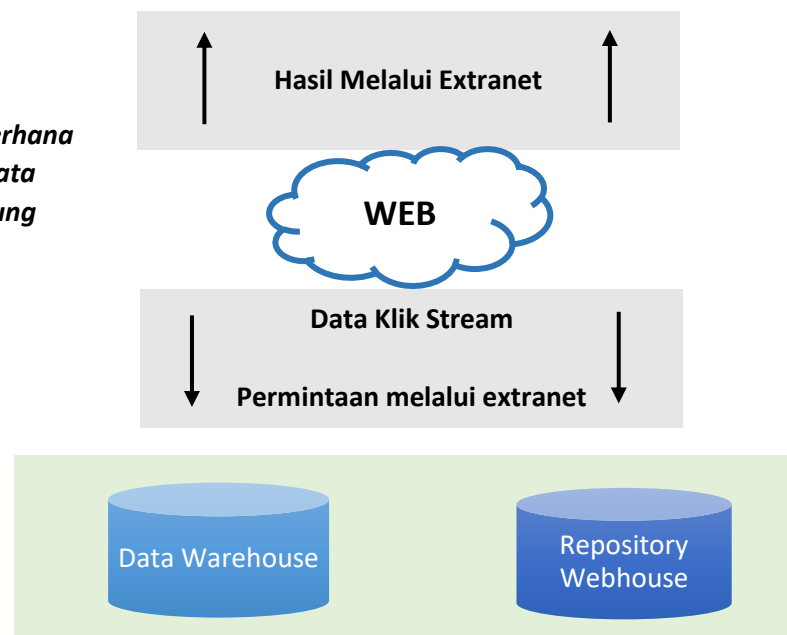 Hasil Melalui Extranet
WEB
Data Klik Stream
Permintaan melalui extranet
Data Warehouse
Repository
Webhouse